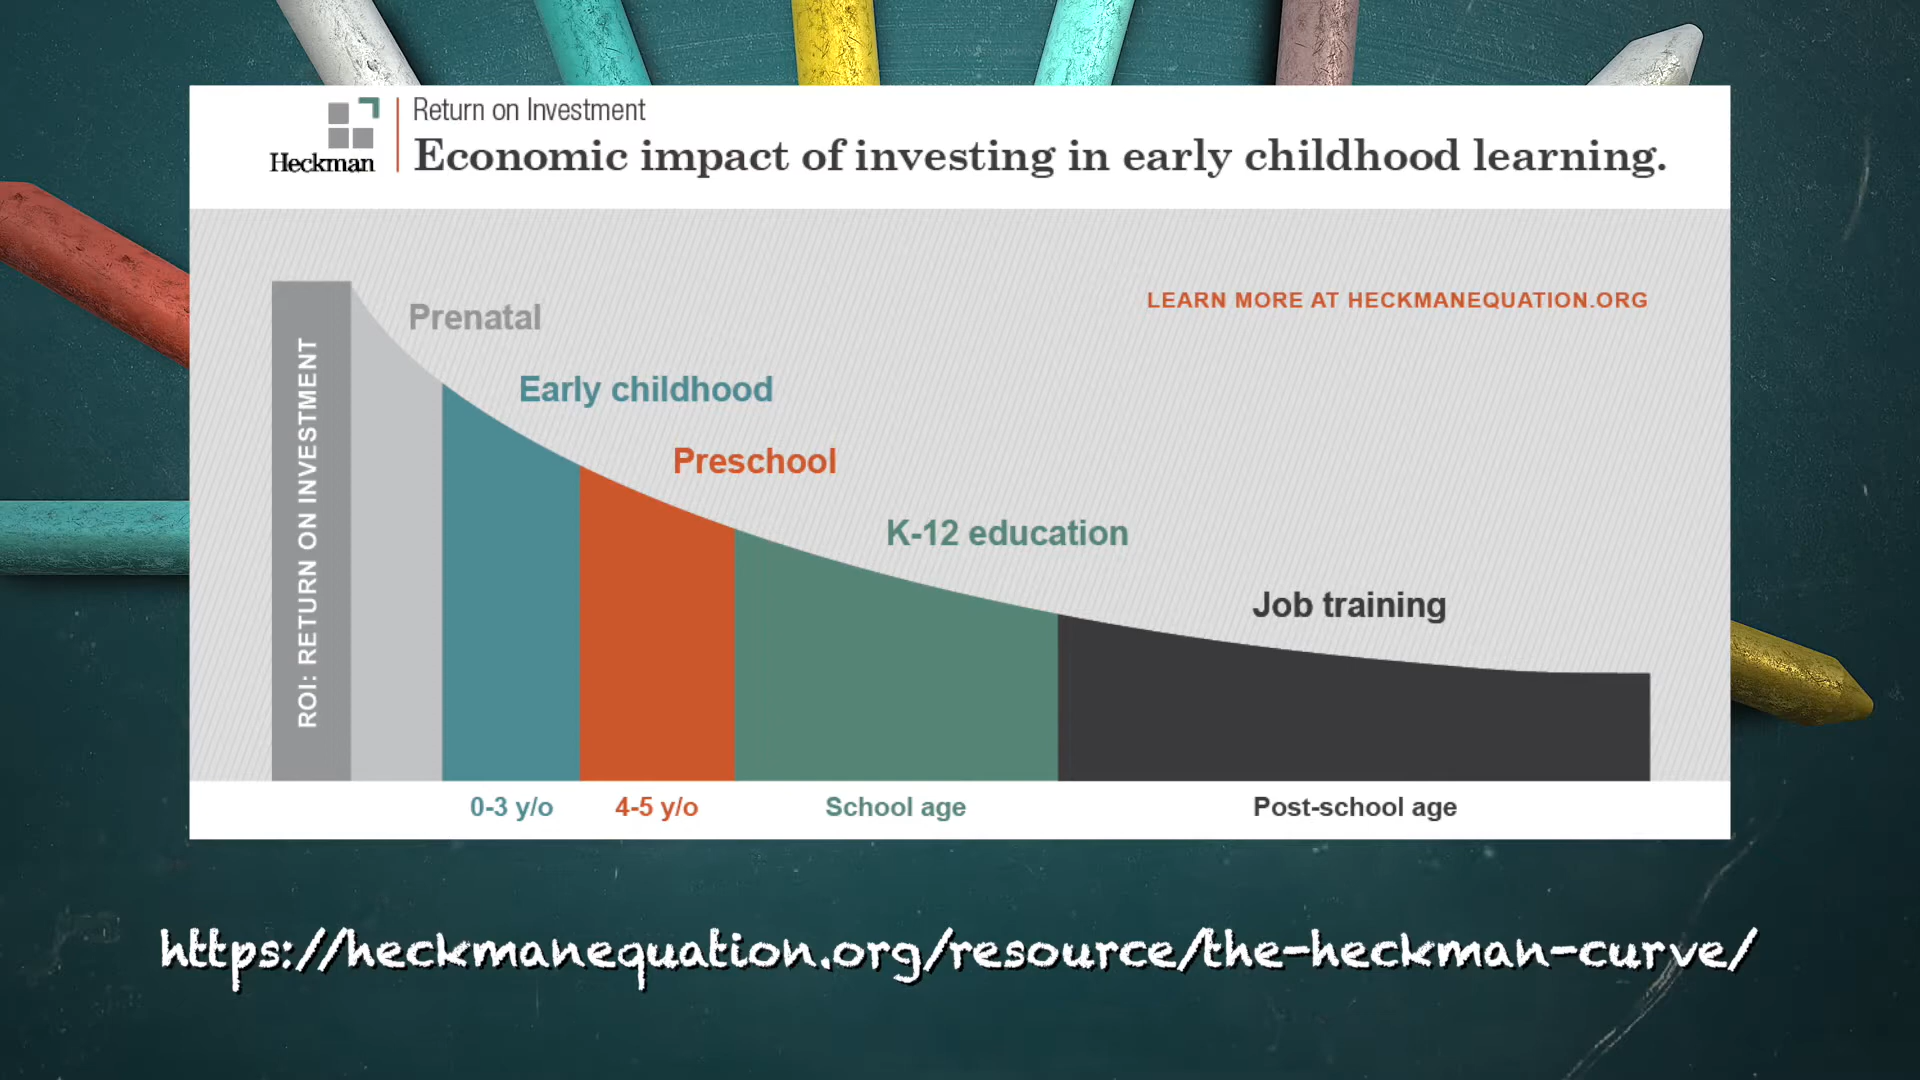 Heckman
Return on Investment
Economic impact of investing in early childhood learning.
LEARN MORE AT HECKMANEQUATION.ORG
ROI: RETURN ON INVESTMENT
Prenatal
Early childhood
Preschool
K-12 education
Job training
0-3 y/o
4-5 y/o
School age
Post-school age
https://heckmanequation.org/resource/the-heckman-curve/